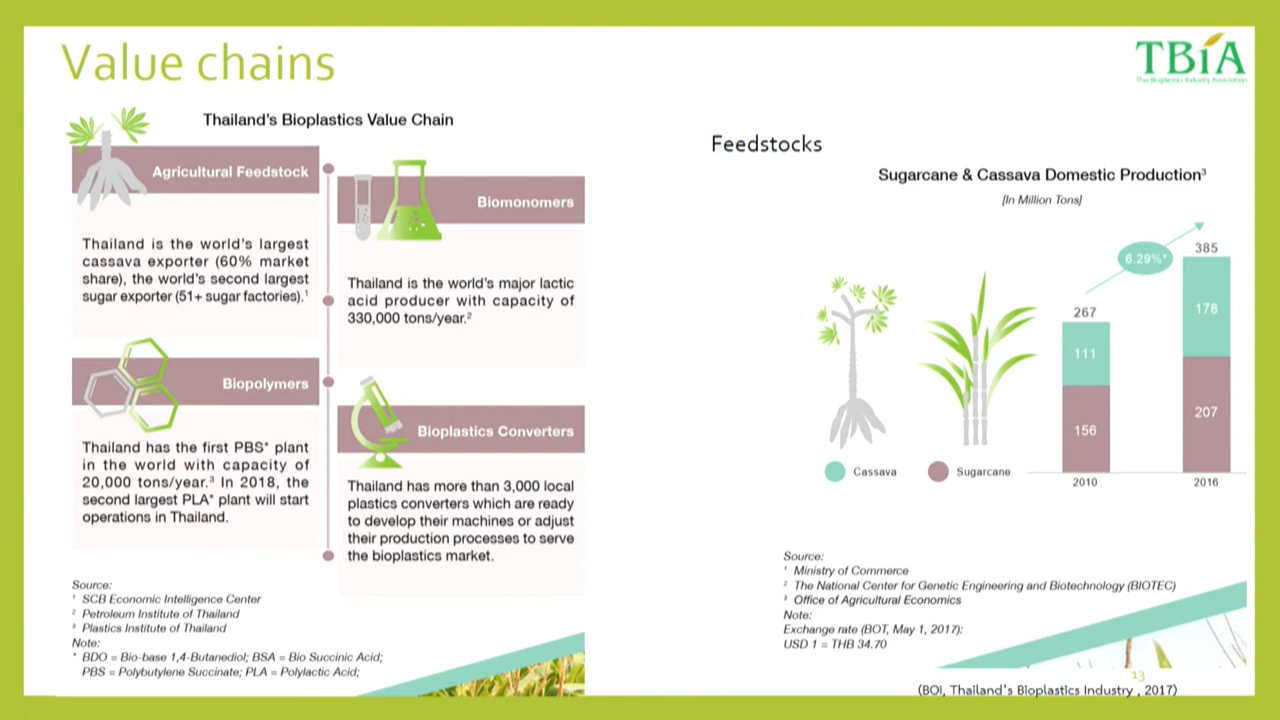 Value chains
TBiA
Thai Bioplastics Industry Association
Thailand's Bioplastics Value Chain
Agricultural Feedstock
Thailand is the world's largest
cassava exporter (60% market
share), the world's second largest
sugar exporter (51+ sugar factories).¹
Biomonomers
Thailand is the world's major lactic
acid producer with capacity of
330,000 tons/year.²
Biopolymers
Thailand has the first PBS* plant
in the world with capacity of
20,000 tons/year.³ In 2018, the
second largest PLA* plant will start
operations in Thailand.
Bioplastics Converters
Thailand has more than 3,000 local
plastics converters which are ready
to develop their machines or adjust
their production processes to serve
the bioplastics market.
Source:
¹ SCB Economic Intelligence Center
² Petroleum Institute of Thailand
³ Plastics Institute of Thailand
Note:
* BDO = Bio-base 1,4-Butanediol; BSA = Bio Succinic Acid;
PBS = Polybutylene Succinate; PLA = Polylactic Acid;
Feedstocks
Sugarcane & Cassava Domestic Production³
[In Million Tons]
6.29%*
385
267
178
111
207
156
Cassava
Sugarcane
2010
2016
Source:
¹ Ministry of Commerce
² The National Center for Genetic Engineering and Biotechnology (BIOTEC)
³ Office of Agricultural Economics
Note:
Exchange rate (BOT, May 1, 2017):
USD 1 = THB 34.70
13
(BOI, Thailand's Bioplastics Industry , 2017)